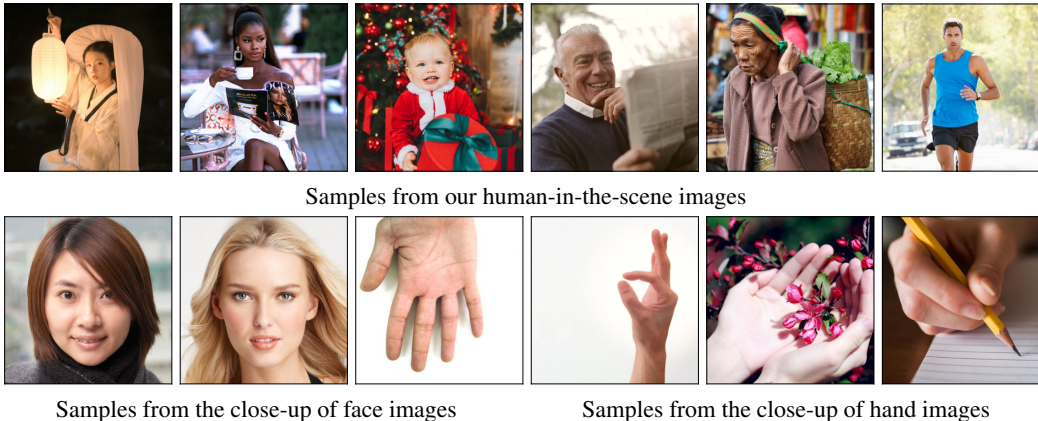 VOGUE
Samples from our human-in-the-scene images
Samples from the close-up of face images
Samples from the close-up of hand images